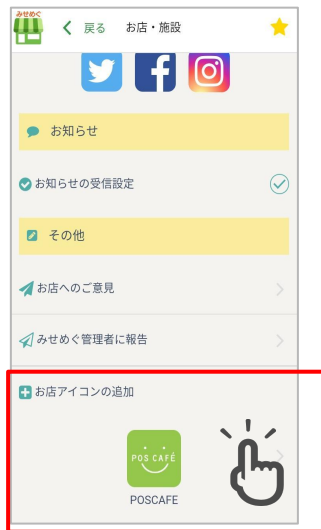 みせめぐ
戻る お店・施設
お知らせ
お知らせの受信設定
その他
お店へのご意見
みせめぐ管理者に報告
お店アイコンの追加
POS CAFÉ
POSCAFE